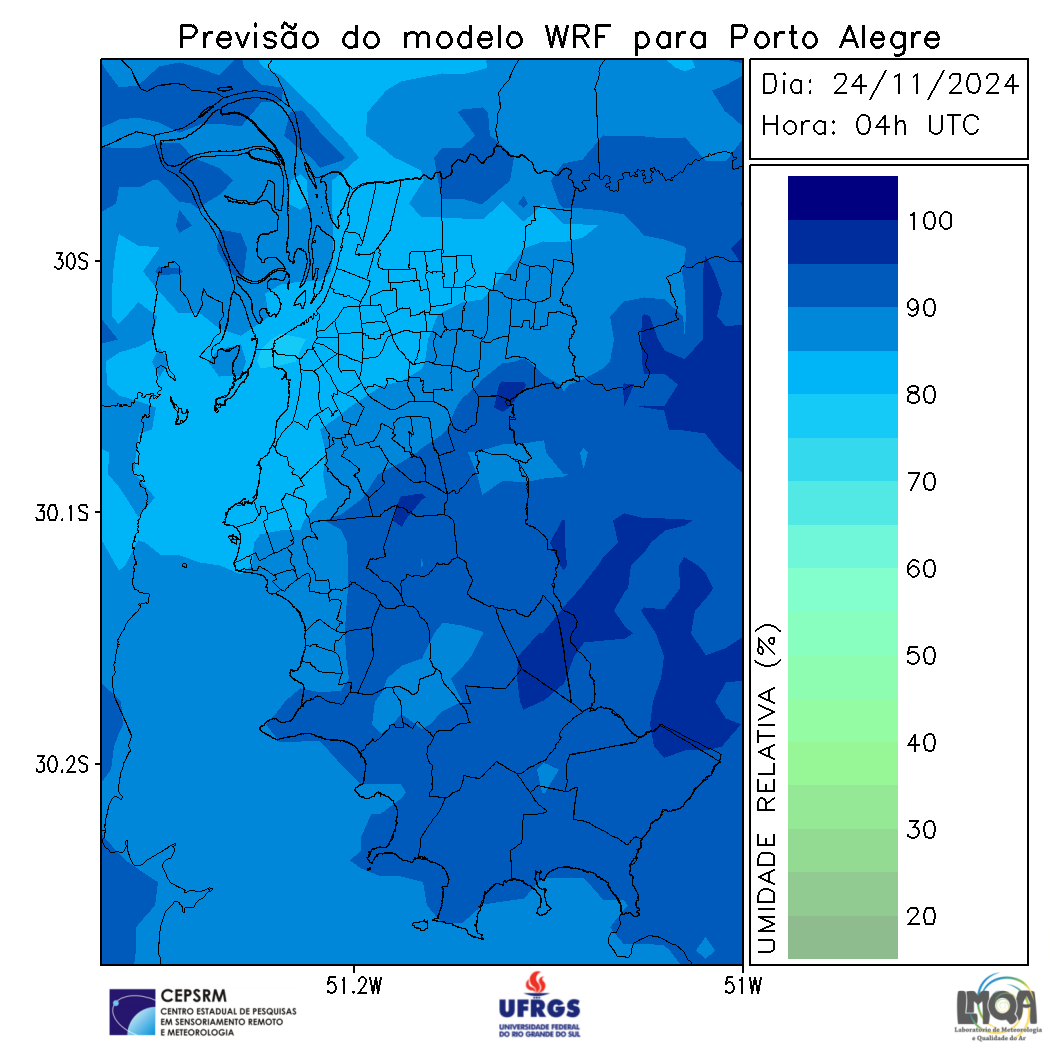 Previsão do modelo WRF para Porto Alegre
Dia: 24/11/2024
Hora: 04h UTC
100
90
80
70
60
50
40
30
20
UMIDADE RELATIVA (%)
30S
30.1S
30.2S
51.2W
51W
CEPSRM
CENTRO ESTADUAL DE PESQUISAS
EM SENSORIAMENTO REMOTO
E METEOROLOGIA
UFRGS
UNIVERSIDADE FEDERAL
DO RIO GRANDE DO SUL
LMQA
Laboratório de Meteorologia
e Qualidade do Ar